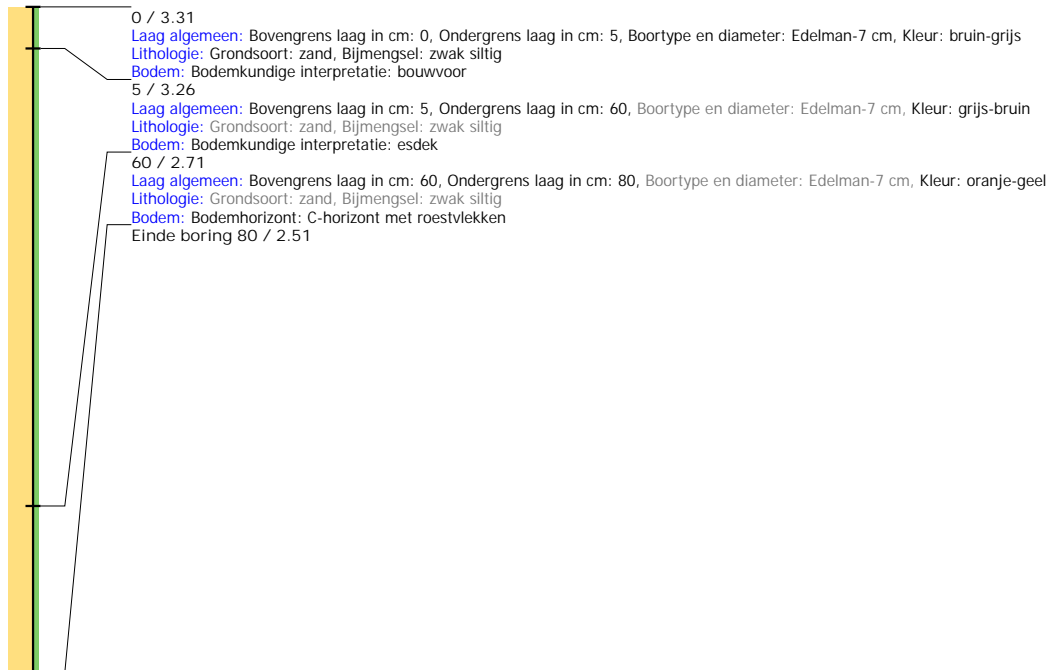 0 / 3.31
Laag algemeen: Bovengrens laag in cm: 0, Ondergrens laag in cm: 5, Boortype en diameter: Edelman-7 cm, Kleur: bruin-grijs
Lithologie: Grondsoort: zand, Bijmengsel: zwak siltig
Bodem: Bodemkundige interpretatie: bouwvoor
5 / 3.26
Laag algemeen: Bovengrens laag in cm: 5, Ondergrens laag in cm: 60, Boortype en diameter: Edelman-7 cm, Kleur: grijs-bruin
Lithologie: Grondsoort: zand, Bijmengsel: zwak siltig
Bodem: Bodemkundige interpretatie: esdek
60 / 2.71
Laag algemeen: Bovengrens laag in cm: 60, Ondergrens laag in cm: 80, Boortype en diameter: Edelman-7 cm, Kleur: oranje-geel
Lithologie: Grondsoort: zand, Bijmengsel: zwak siltig
Bodem: Bodemhorizont: C-horizont met roestvlekken
Einde boring 80 / 2.51